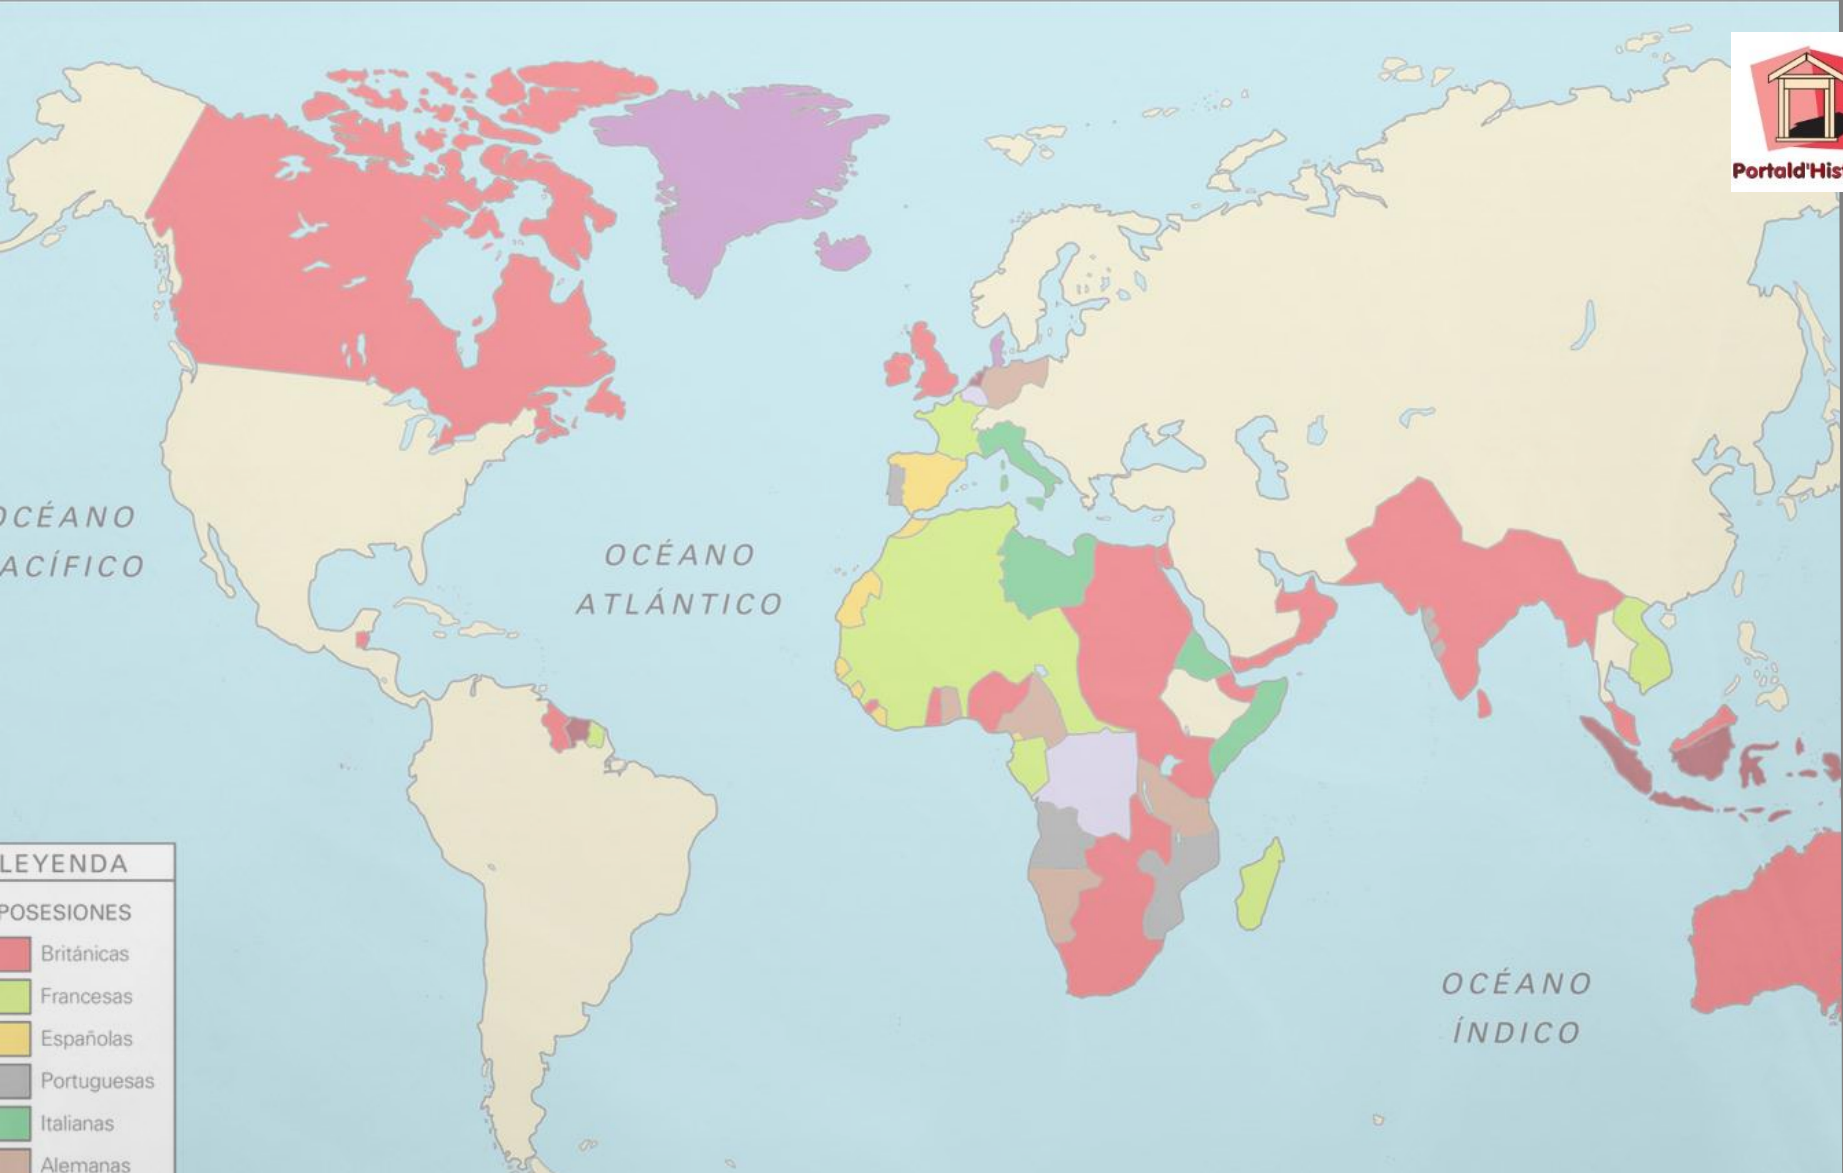 Portald'His
OCÉANO
ACÍFICO
OCÉANO
ATLÁNTICO
OCÉANO
ÍNDICO
LEYENDA
POSESIONES
Británicas
Francesas
Españolas
Portuguesas
Italianas
Alemanas